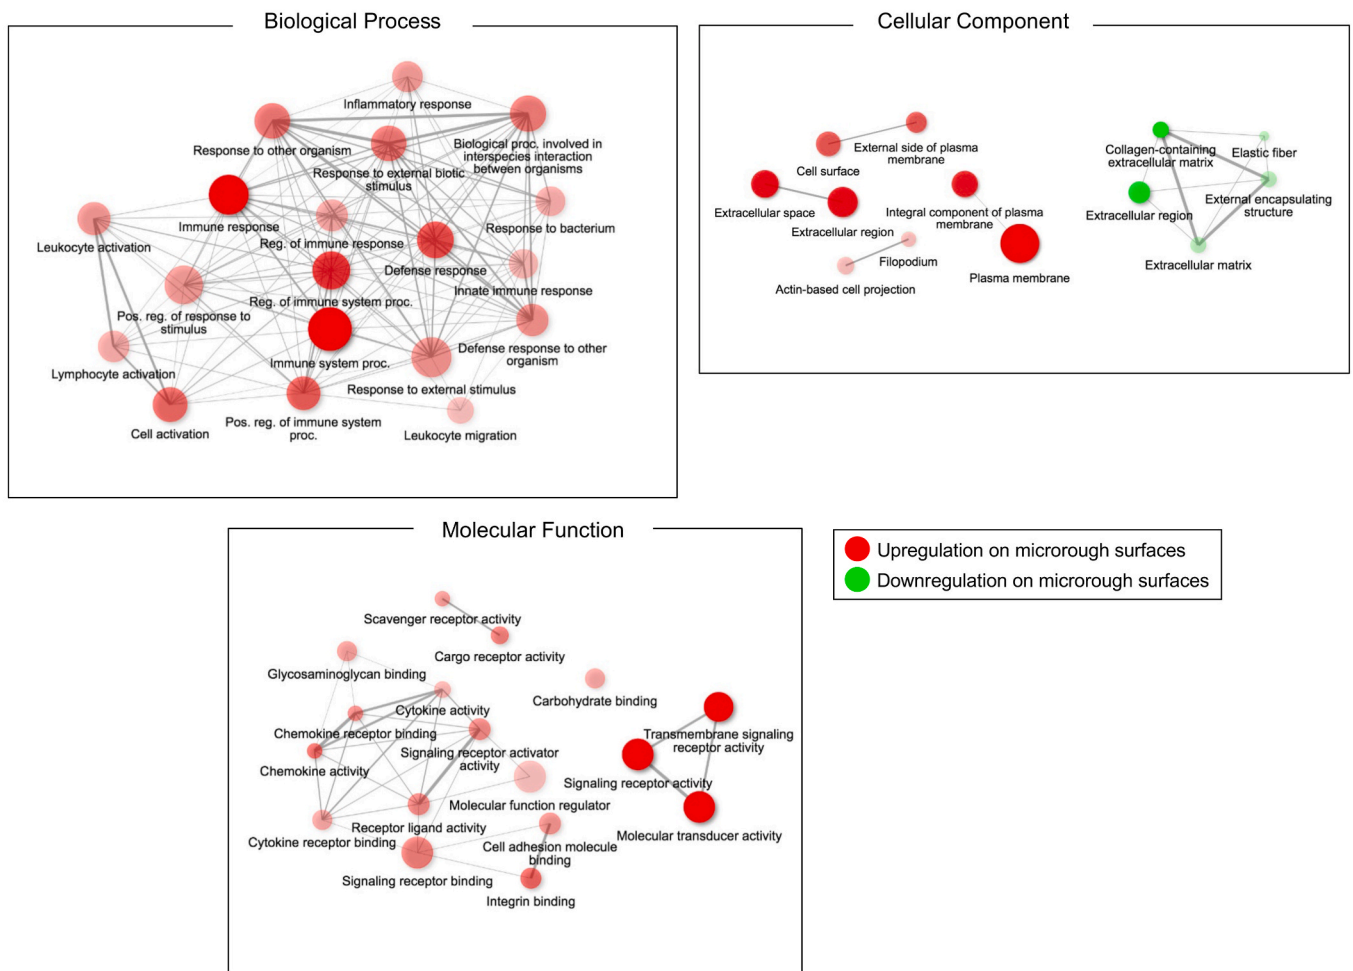 Biological Process
Inflammatory response
Response to other organism
Biological proc. involved in
interspecies interaction
between organisms
Response to external biotic
stimulus
Immune response
Leukocyte activation
Reg. of immune response
Response to bacterium
Defense response
Innate immune response
Reg. of immune system proc.
Pos. reg. of response to
stimulus
Immune system proc.
Defense response to other
organism
Lymphocyte activation
Response to external stimulus
Cell activation
Pos. reg. of immune system
proc.
Leukocyte migration
Cellular Component
External side of plasma
membrane
Cell surface
Extracellular space
Extracellular region
Integral component of plasma
membrane
Filopodium
Actin-based cell projection
Plasma membrane
Collagen-containing
extracellular matrix
Elastic fiber
Extracellular region
External encapsulating
structure
Extracellular matrix
Molecular Function
Scavenger receptor activity
Cargo receptor activity
Glycosaminoglycan binding
Carbohydrate binding
Cytokine activity
Chemokine receptor binding
Signaling receptor activator
activity
Chemokine activity
Molecular function regulator
Receptor ligand activity
Cytokine receptor binding
Cell adhesion molecule
binding
Signaling receptor binding
Integrin binding
Transmembrane signaling
receptor activity
Signaling receptor activity
Molecular transducer activity
Upregulation on microrough surfaces
Downregulation on microrough surfaces